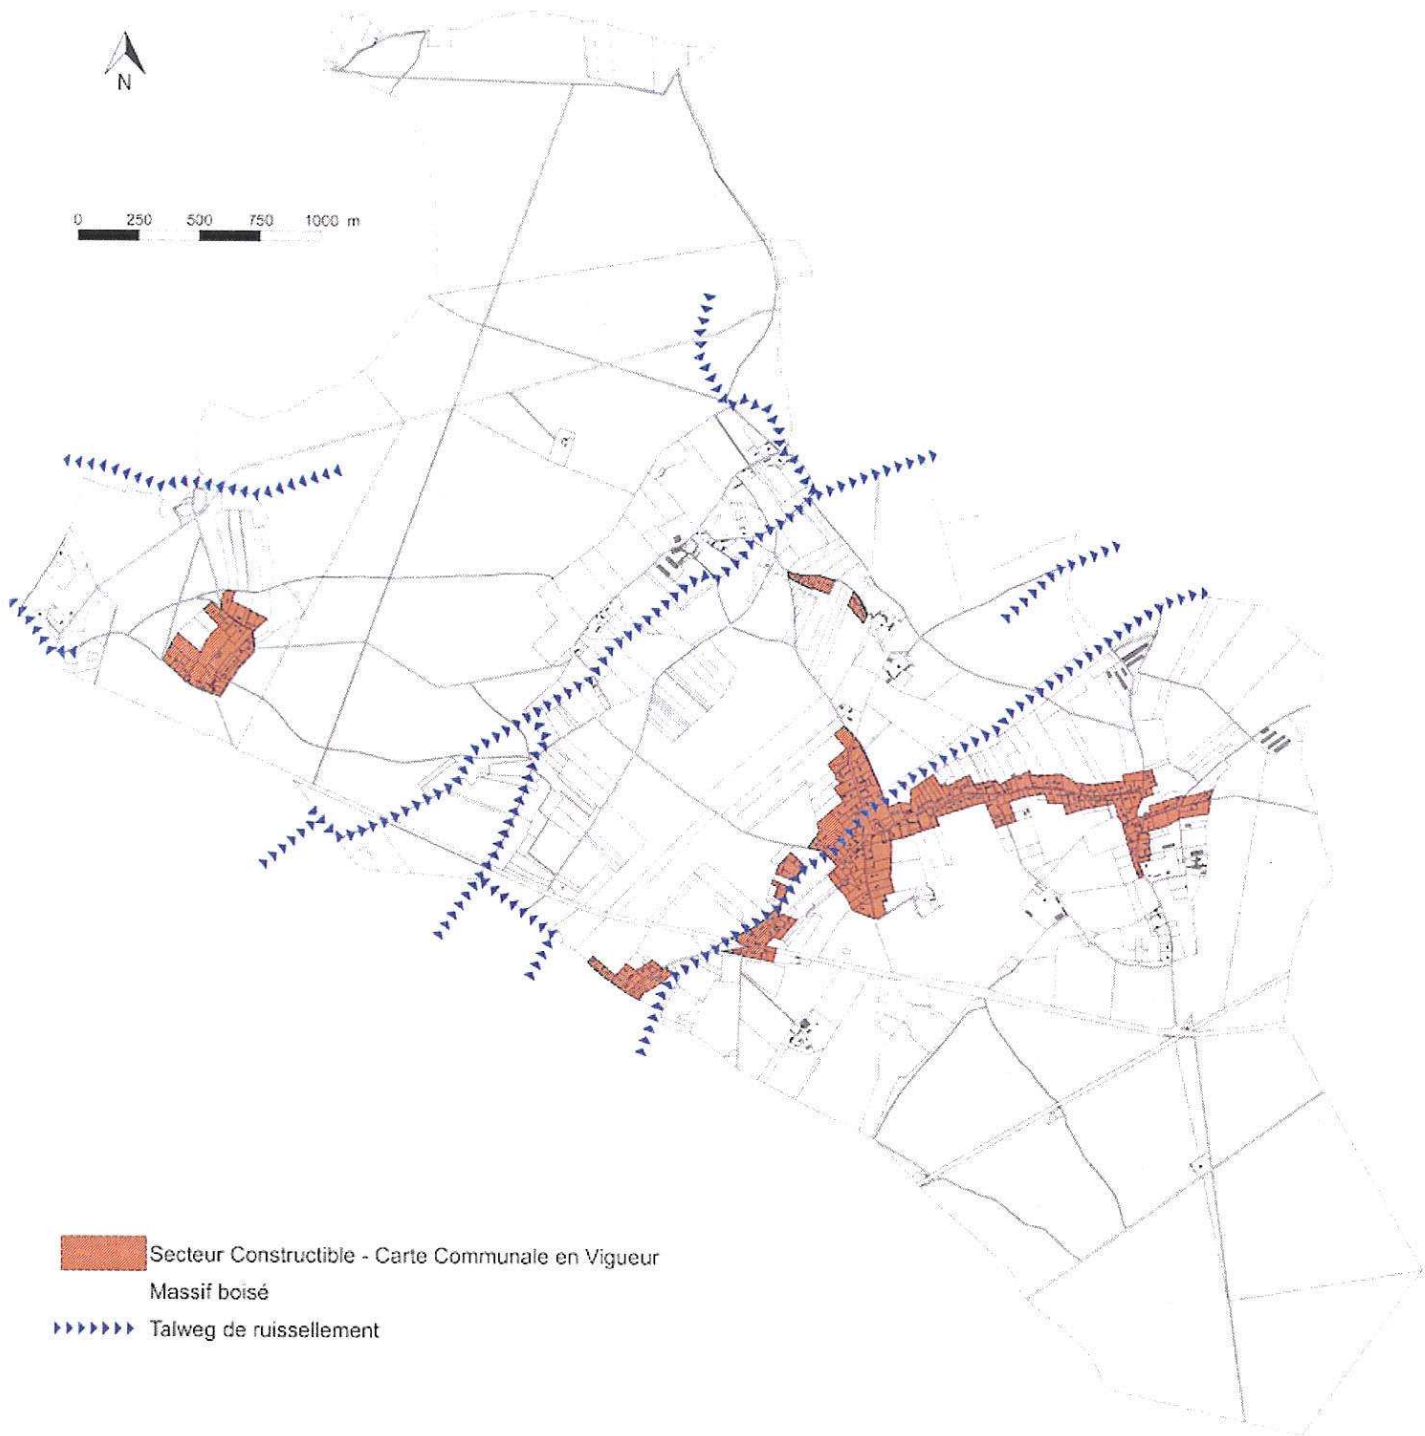 N
0 250 500 750 1000 m
Secteur Constructible - Carte Communale en Vigueur
Massif boisé
Talweg de ruissellement